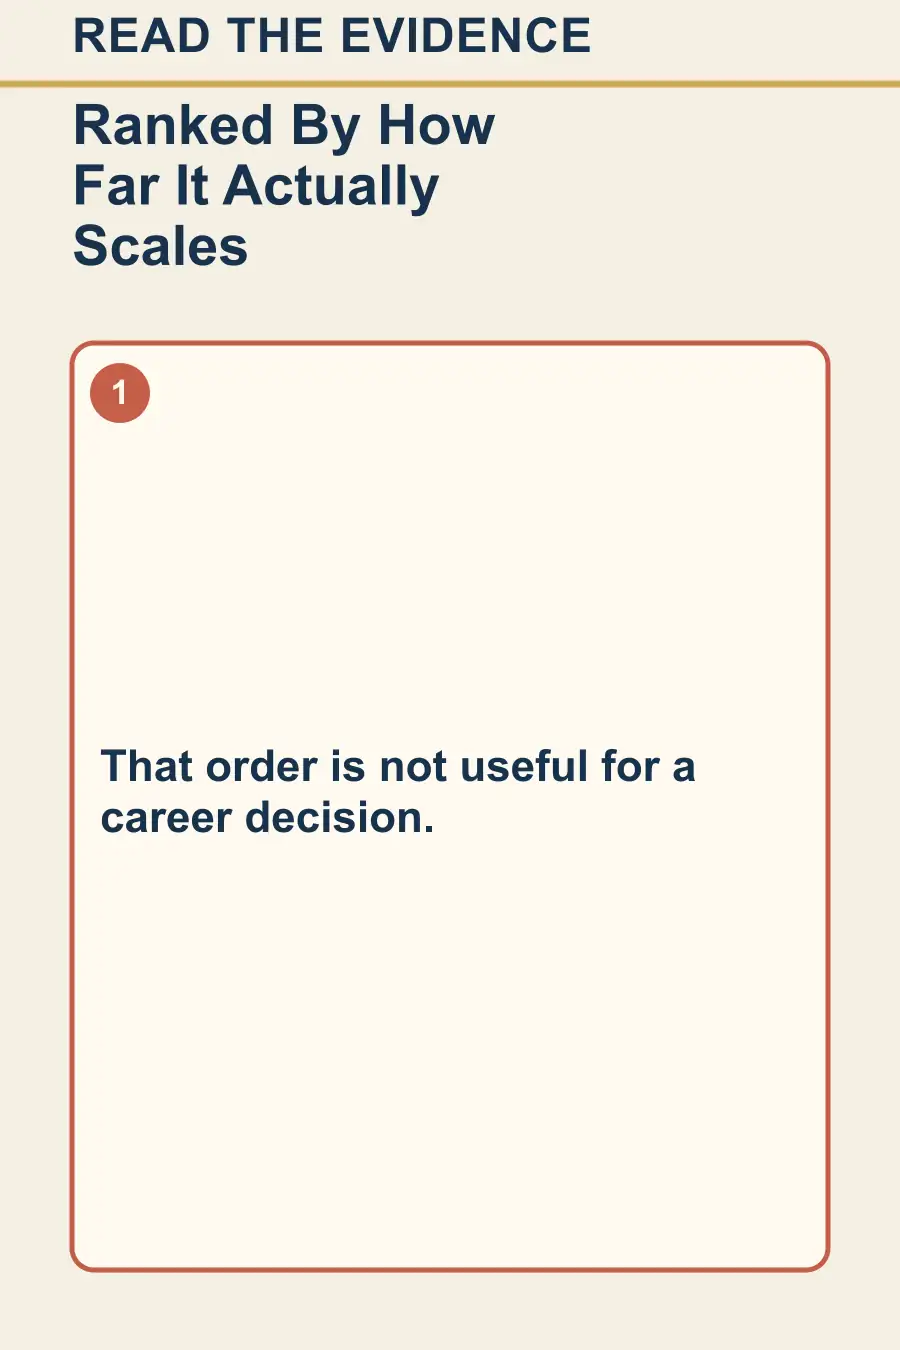 READ THE EVIDENCE
Ranked By How
Far It Actually
Scales
1
That order is not useful for a
career decision.